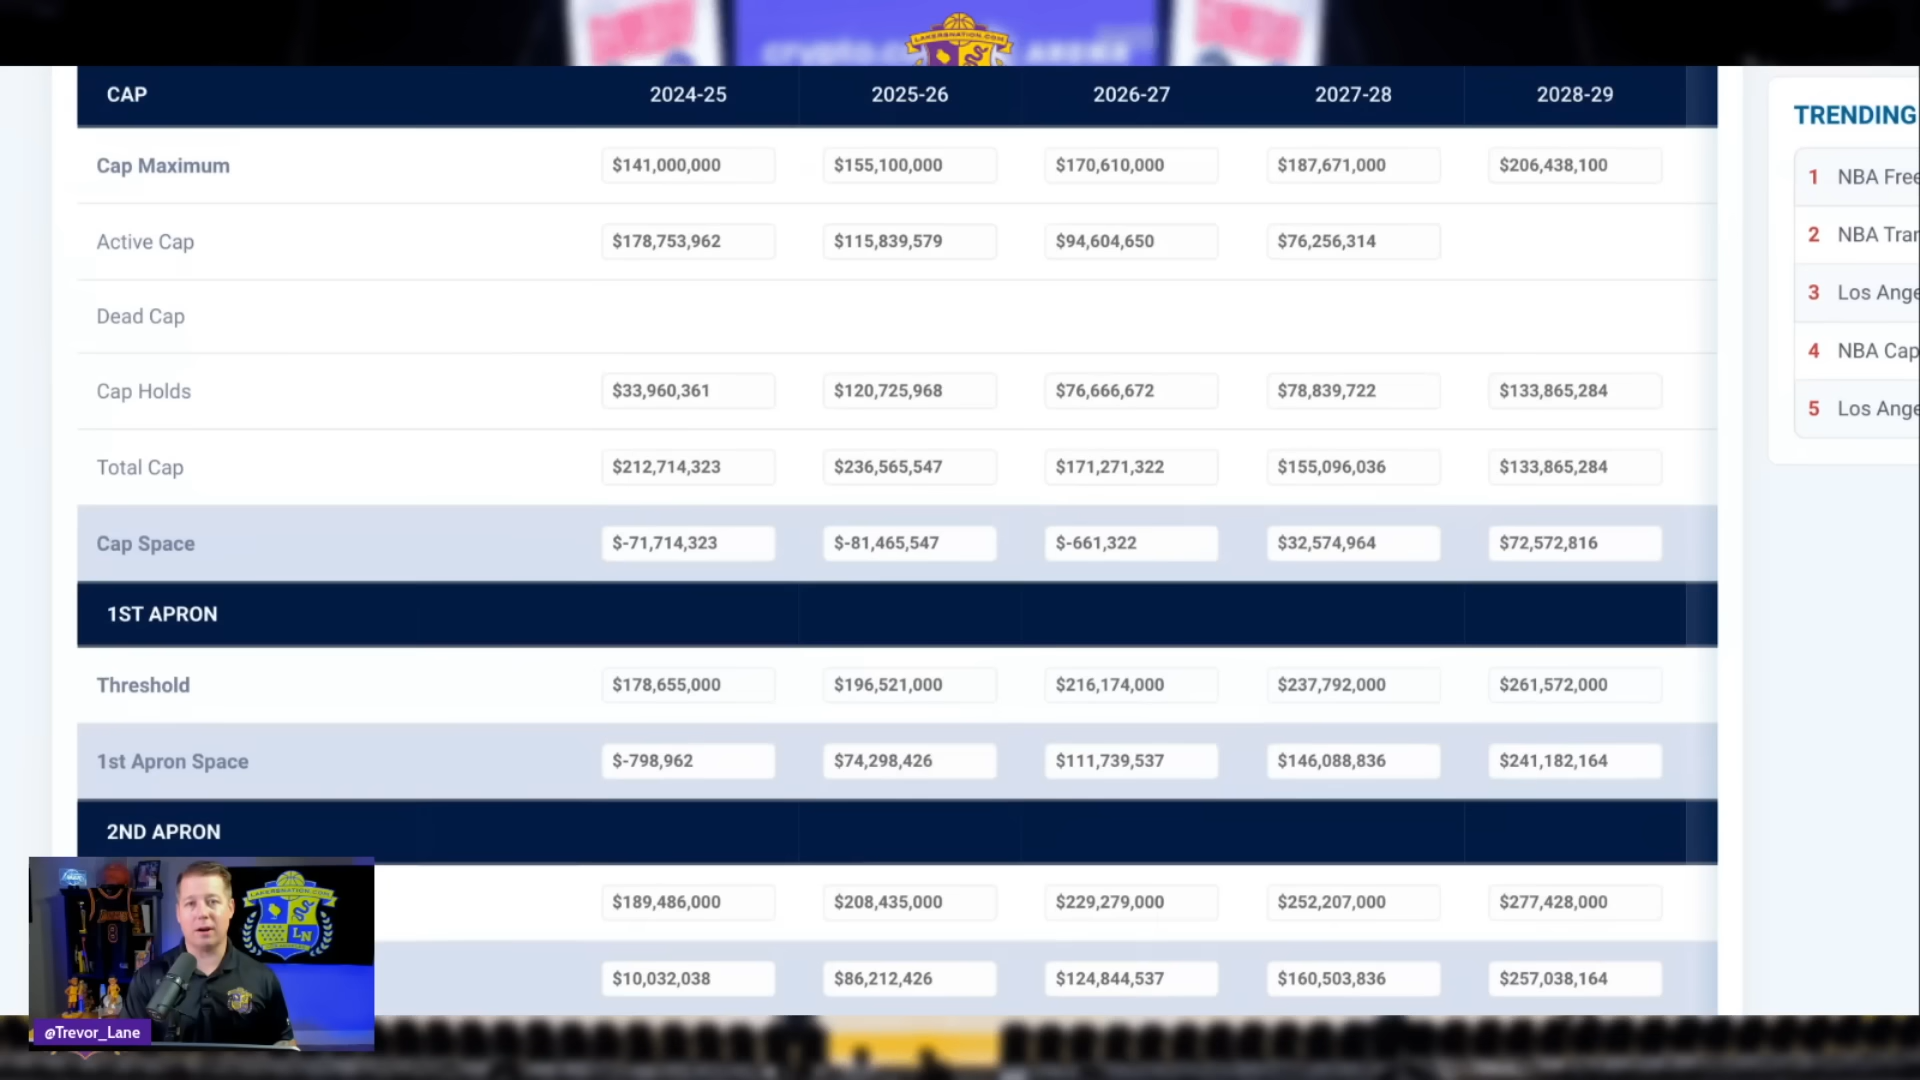 LAKERSNATION.COM
CAP 2024-25 2025-26 2026-27 2027-28 2028-29
TRENDING
Cap Maximum $141,000,000 $155,100,000 $170,610,000 $187,671,000 $206,438,100
1 NBA Free
Active Cap $178,753,962 $115,839,579 $94,604,650 $76,256,314
2 NBA Tran
3 Los Ange
Dead Cap
4 NBA Cap
Cap Holds $33,960,361 $120,725,968 $76,666,672 $78,839,722 $133,865,284
5 Los Ange
Total Cap $212,714,323 $236,565,547 $171,271,322 $155,096,036 $133,865,284
Cap Space $-71,714,323 $-81,465,547 $-661,322 $32,574,964 $72,572,816
1ST APRON
Threshold $178,655,000 $196,521,000 $216,174,000 $237,792,000 $261,572,000
1st Apron Space $-798,962 $74,298,426 $111,739,537 $146,088,836 $241,182,164
2ND APRON
$189,486,000 $208,435,000 $229,279,000 $252,207,000 $277,428,000
$10,032,038 $86,212,426 $124,844,537 $160,503,836 $257,038,164
LAKERSNATION.COM
LN
@Trevor_Lane